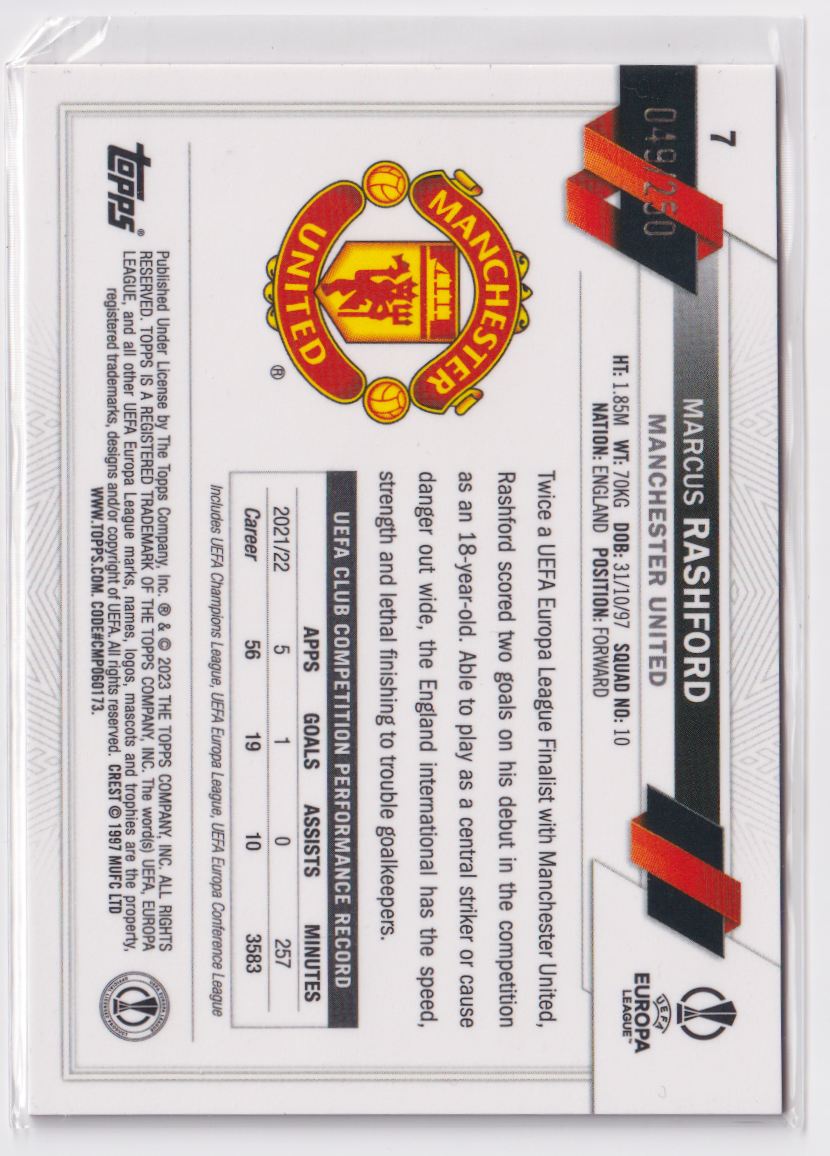 7
049/250
MARCUS RASHFORD
MANCHESTER UNITED
HT: 1.85M WT: 70KG DOB: 31/10/97 SQUAD NO: 10
NATION: ENGLAND POSITION: FORWARD
UEFA
EUROPA
LEAGUE™
MANCHESTER
UNITED
®
Twice a UEFA Europa League Finalist with Manchester United,
Rashford scored two goals on his debut in the competition
as an 18-year-old. Able to play as a central striker or cause
danger out wide, the England international has the speed,
strength and lethal finishing to trouble goalkeepers.
UEFA CLUB COMPETITION PERFORMANCE RECORD
APPS GOALS ASSISTS MINUTES
2021/22 5 1 0 257
Career 56 19 10 3583
Includes UEFA Champions League, UEFA Europa League, UEFA Europa Conference League
topps®
Published Under License by The Topps Company, Inc. ® & © 2023 THE TOPPS COMPANY, INC. ALL RIGHTS
RESERVED. TOPPS IS A REGISTERED TRADEMARK OF THE TOPPS COMPANY, INC. The word(s) UEFA, EUROPA
LEAGUE, and all other UEFA Europa League marks, names, logos, mascots and trophies are the property,
registered trademarks, designs and/or copyright of UEFA. All rights reserved. CREST © 1997 MUFC LTD
WWW.TOPPS.COM. CODE#CMP060173.